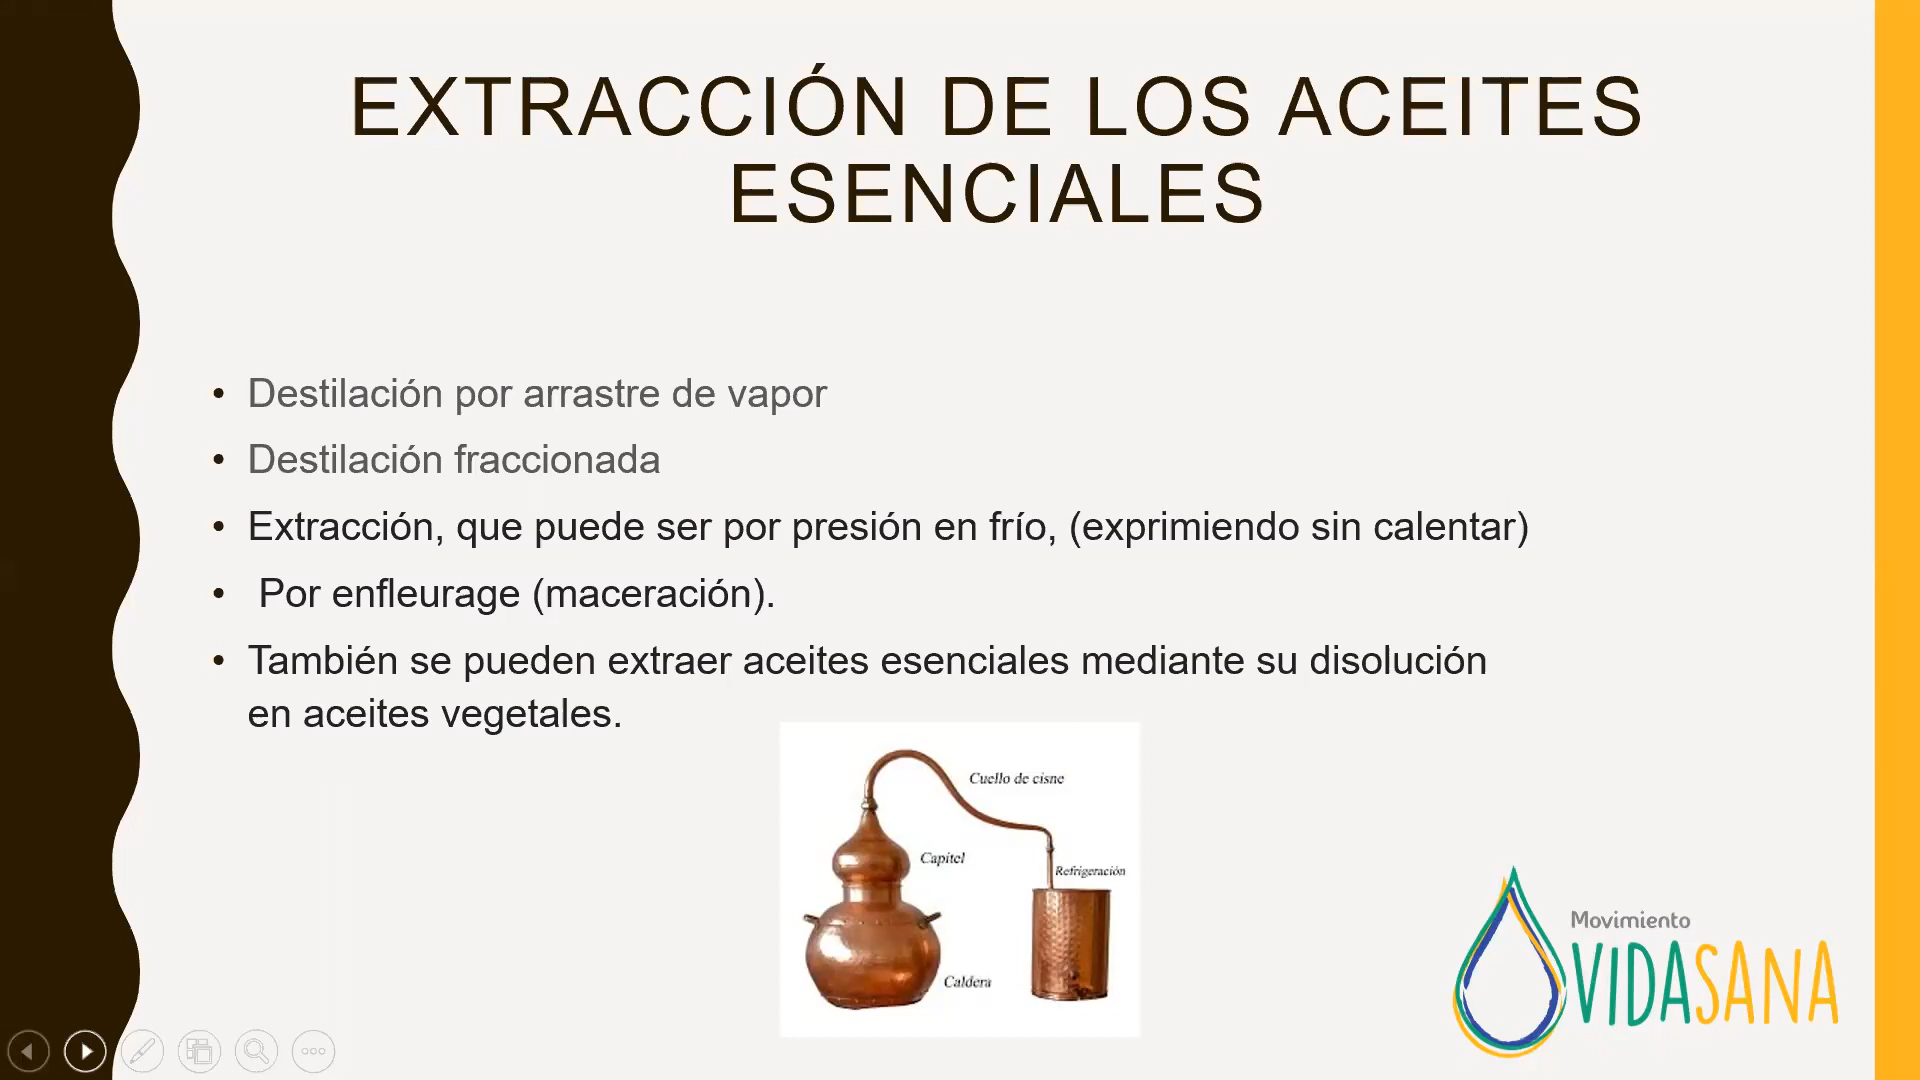 EXTRACCIÓN DE LOS ACEITES
ESENCIALES
• Destilación por arrastre de vapor
• Destilación fraccionada
• Extracción, que puede ser por presión en frío, (exprimiendo sin calentar)
• Por enfleurage (maceración).
• También se pueden extraer aceites esenciales mediante su disolución
en aceites vegetales.
Cuello de cisne
Capitel
Refrigeración
Caldera
Movimiento
VIDASANA